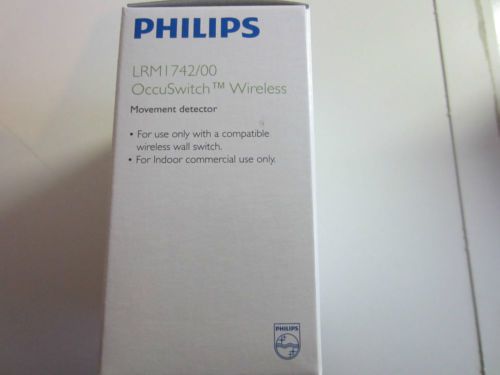 PHILIPS
LRM1742/00
OccuSwitch™ Wireless
Movement detector
• For use only with a compatible
wireless wall switch.
• For Indoor commercial use only.
PHILIPS